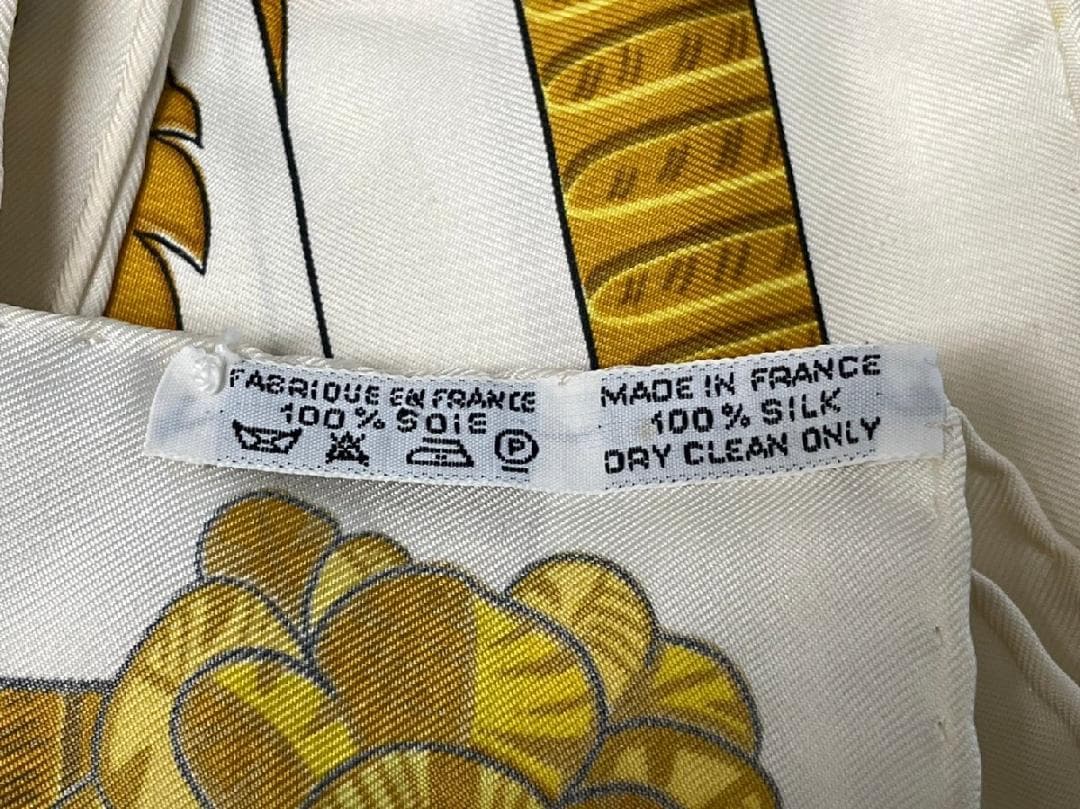 FABRIQUE EN FRANCE
100% SOIE
P
MADE IN FRANCE
100% SILK
DRY CLEAN ONLY